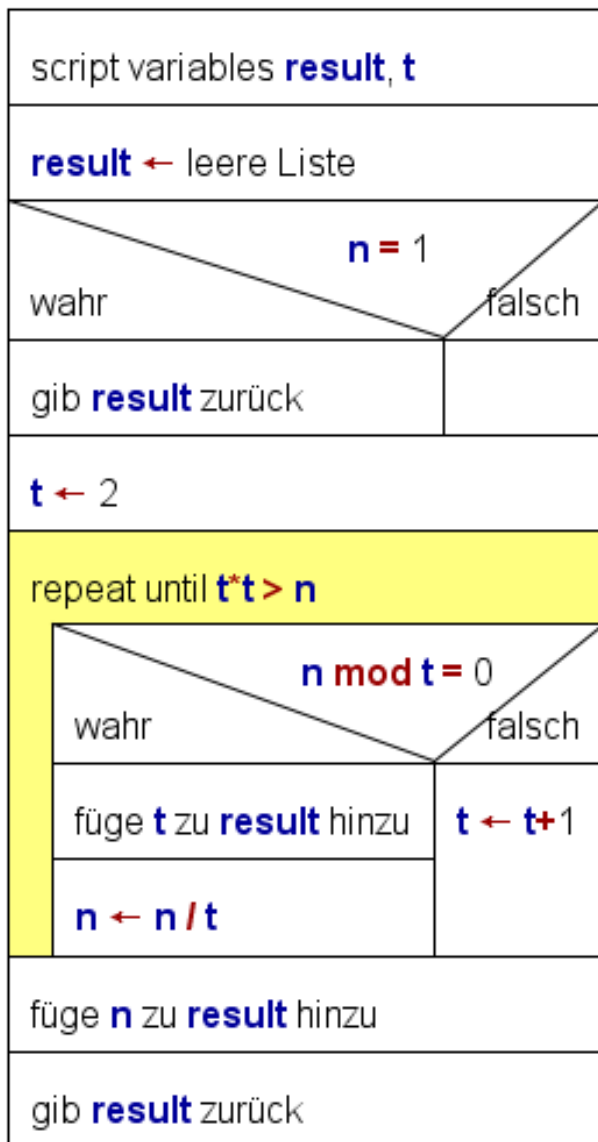 script variables result, t
result ← leere Liste
n = 1
wahr falsch
gib result zurück
t ← 2
repeat until t*t > n
n mod t = 0
wahr falsch
füge t zu result hinzu t ← t+1
n ← n / t
füge n zu result hinzu
gib result zurück